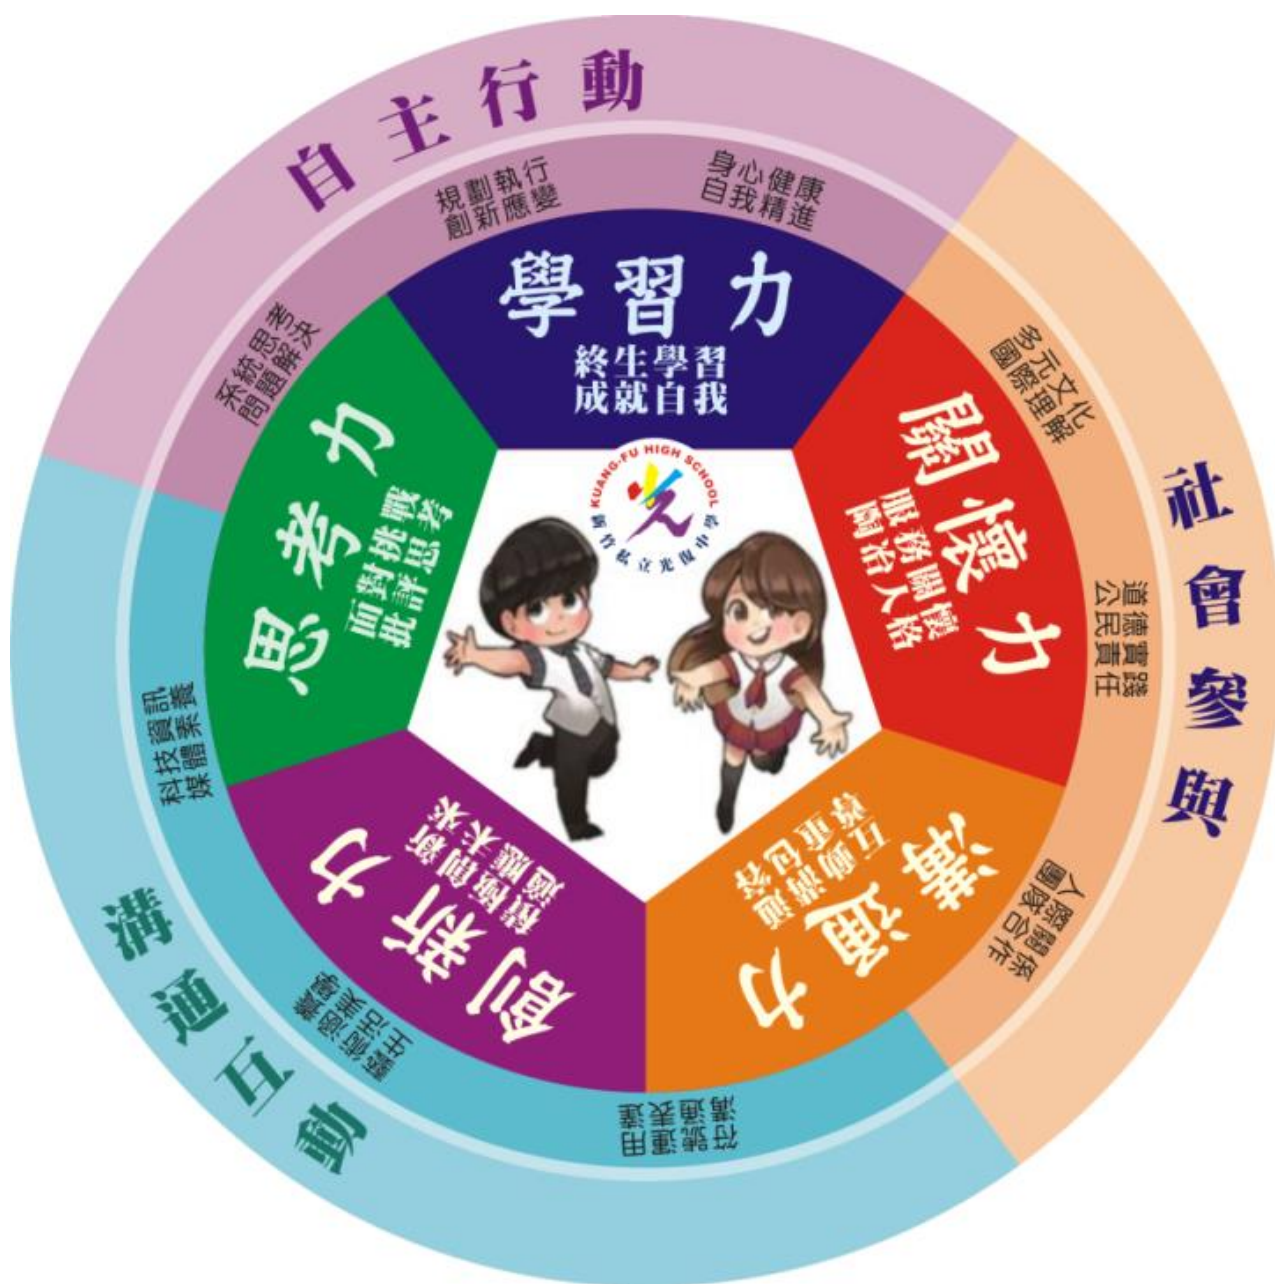 自主行動
規劃執行
創新應變
身心健康
自我精進
系統思考
問題解決
社會參與
多元文化
國際理解
道德實踐
公民責任
人際關係
團隊合作
溝通互動
科技資訊
媒體素養
藝術涵養
生活美學
符號運用
溝通表達
學習力
終生學習
成就自我
關懷力
服務關懷
陶冶人格
溝通力
互動溝通
尊重包容
創新力
積極創新
適應未來
思考力
面對挑戰
批評思考
KUANG-FU HIGH SCHOOL
新竹私立光復中學